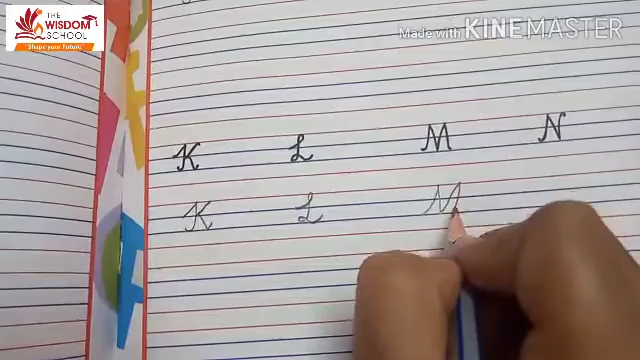 THE
WISDOM
SCHOOL
Shape your Future
Made with KINEMASTER
K L M N
K L M